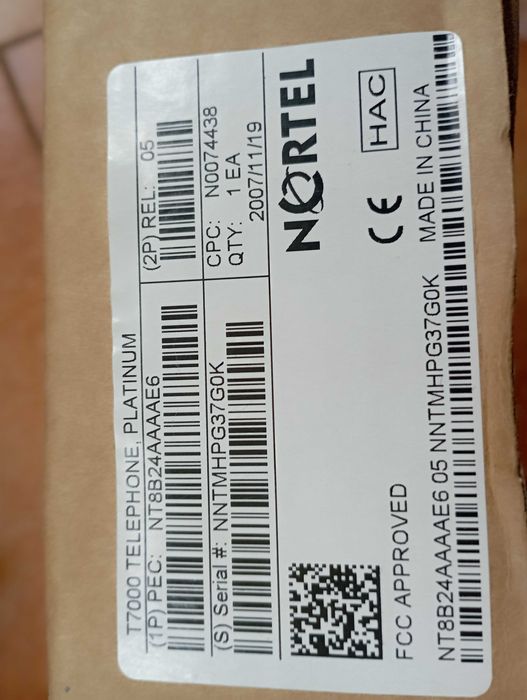 T7000 TELEPHONE, PLATINUM
(1P) PEC: NT8B24AAAAE6
(2P) REL: 05
(S) Serial #: NNTMHPG37G0K
CPC: N0074438
QTY: 1 EA
2007/11/19
NORTEL
FCC APPROVED
CE
HAC
NT8B24AAAAE6 05 NNTMHPG37G0K MADE IN CHINA